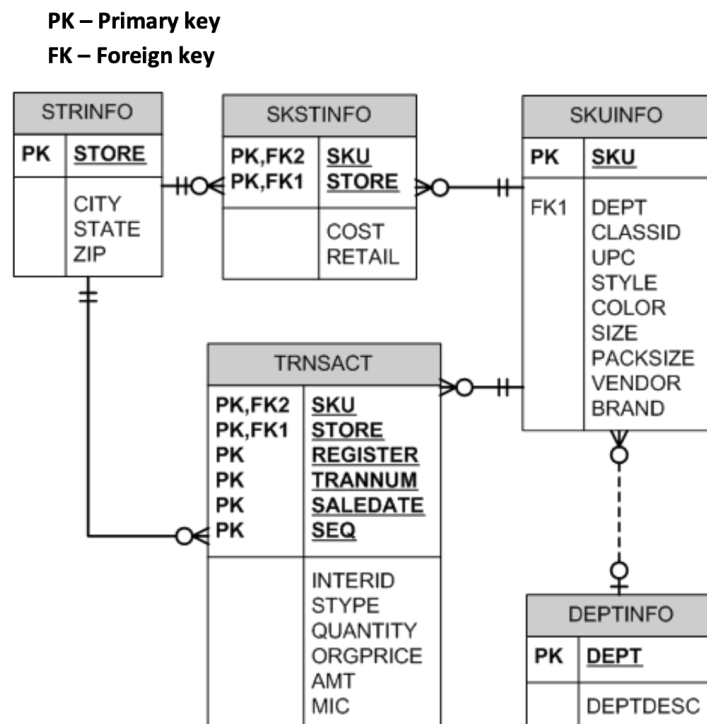 PK – Primary key
FK – Foreign key
STRINFO
PK STORE
CITY
STATE
ZIP
SKSTINFO
PK,FK2 SKU
PK,FK1 STORE
COST
RETAIL
SKUINFO
PK SKU
FK1 DEPT
CLASSID
UPC
STYLE
COLOR
SIZE
PACKSIZE
VENDOR
BRAND
TRNSACT
PK,FK2 SKU
PK,FK1 STORE
PK REGISTER
PK TRANNUM
PK SALEDATE
PK SEQ
INTERID
STYPE
QUANTITY
ORGPRICE
AMT
MIC
DEPTINFO
PK DEPT
DEPTDESC